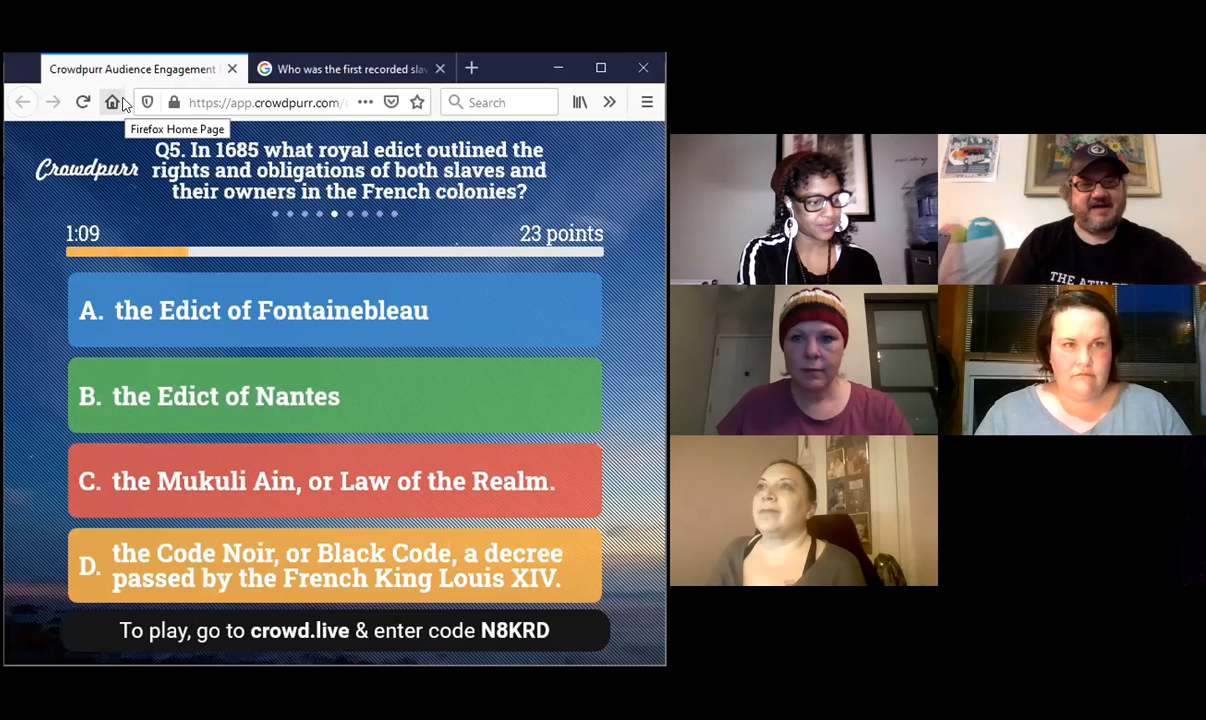 Crowdpurr Audience Engagement
Who was the first recorded slav
https://app.crowdpurr.com/
Search
Firefox Home Page
Crowdpurr
Q5. In 1685 what royal edict outlined the
rights and obligations of both slaves and
their owners in the French colonies?
1:09
23 points
A. the Edict of Fontainebleau
B. the Edict of Nantes
C. the Mukuli Ain, or Law of the Realm.
D. the Code Noir, or Black Code, a decree
passed by the French King Louis XIV.
To play, go to crowd.live & enter code N8KRD